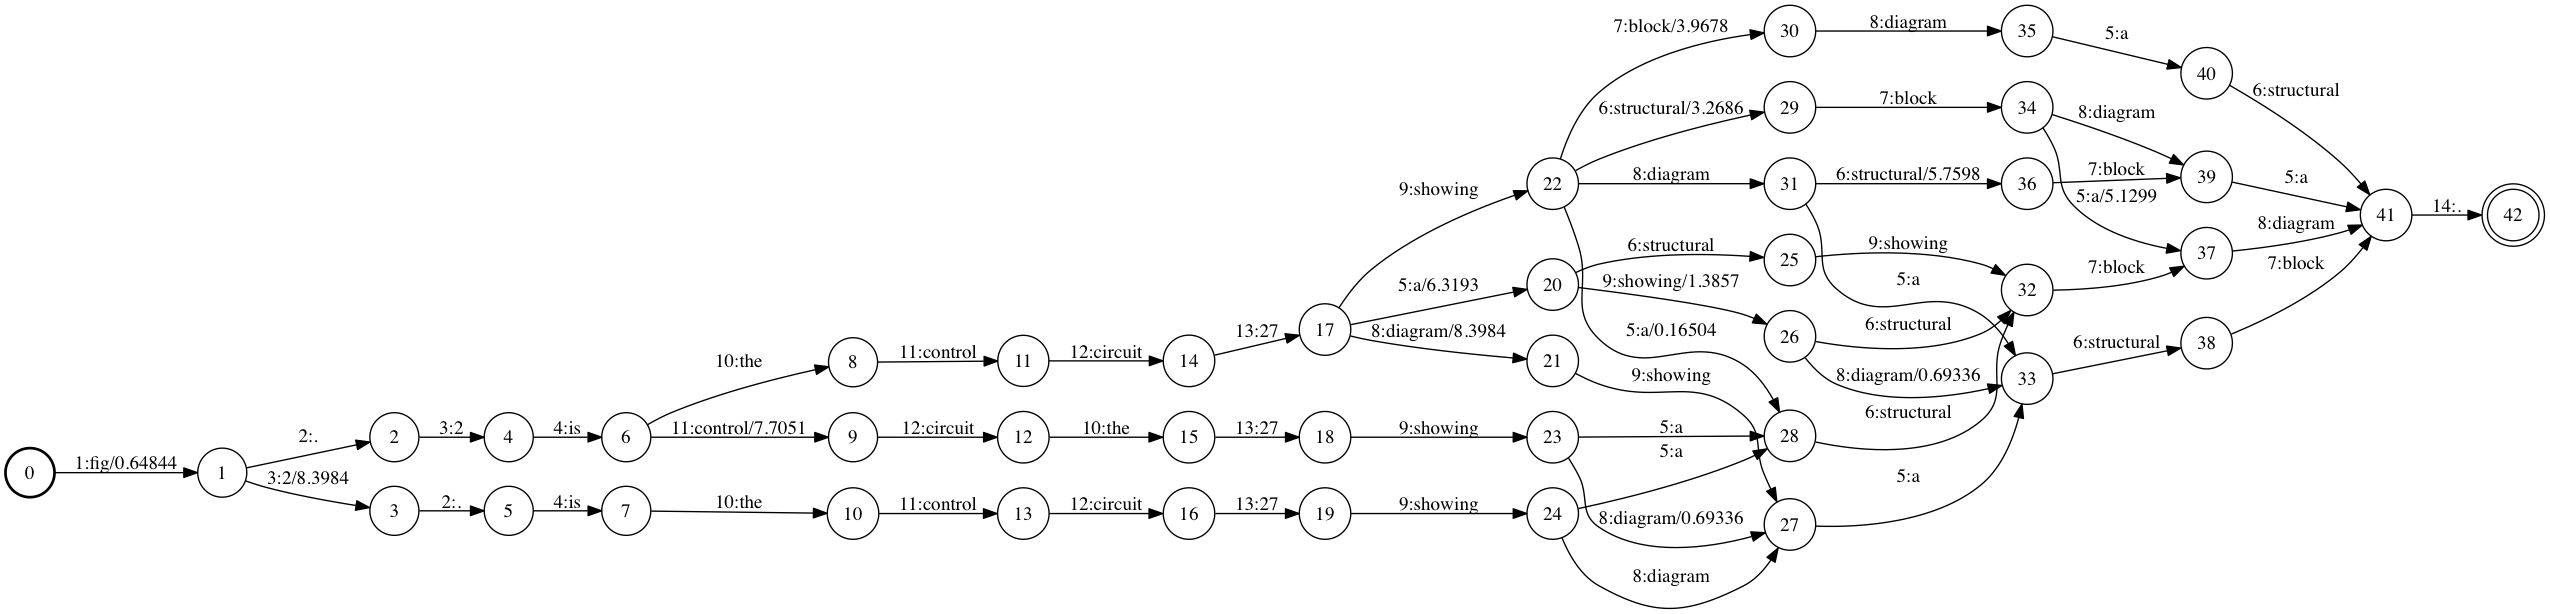 7:block/3.9678
30
8:diagram
35
5:a
40
6:structural
6:structural/3.2686
29
7:block
34
8:diagram
39
5:a
9:showing
22
8:diagram
31
6:structural/5.7598
36
7:block
5:a/5.1299
41
14:.
42
8:diagram
37
7:block
6:structural
25
9:showing
5:a
32
7:block
5:a/6.3193
20
9:showing/1.3857
26
6:structural
8:diagram/0.69336
33
6:structural
38
13:27
17
8:diagram/8.3984
21
9:showing
5:a/0.16504
10:the
8
11:control
11
12:circuit
14
0
1:fig/0.64844
1
2:.
2
3:2
4
4:is
6
11:control/7.7051
9
12:circuit
12
10:the
15
13:27
18
9:showing
23
5:a
5:a
28
6:structural
3:2/8.3984
3
2:.
5
4:is
7
10:the
10
11:control
13
12:circuit
16
13:27
19
9:showing
24
8:diagram/0.69336
27
5:a
8:diagram